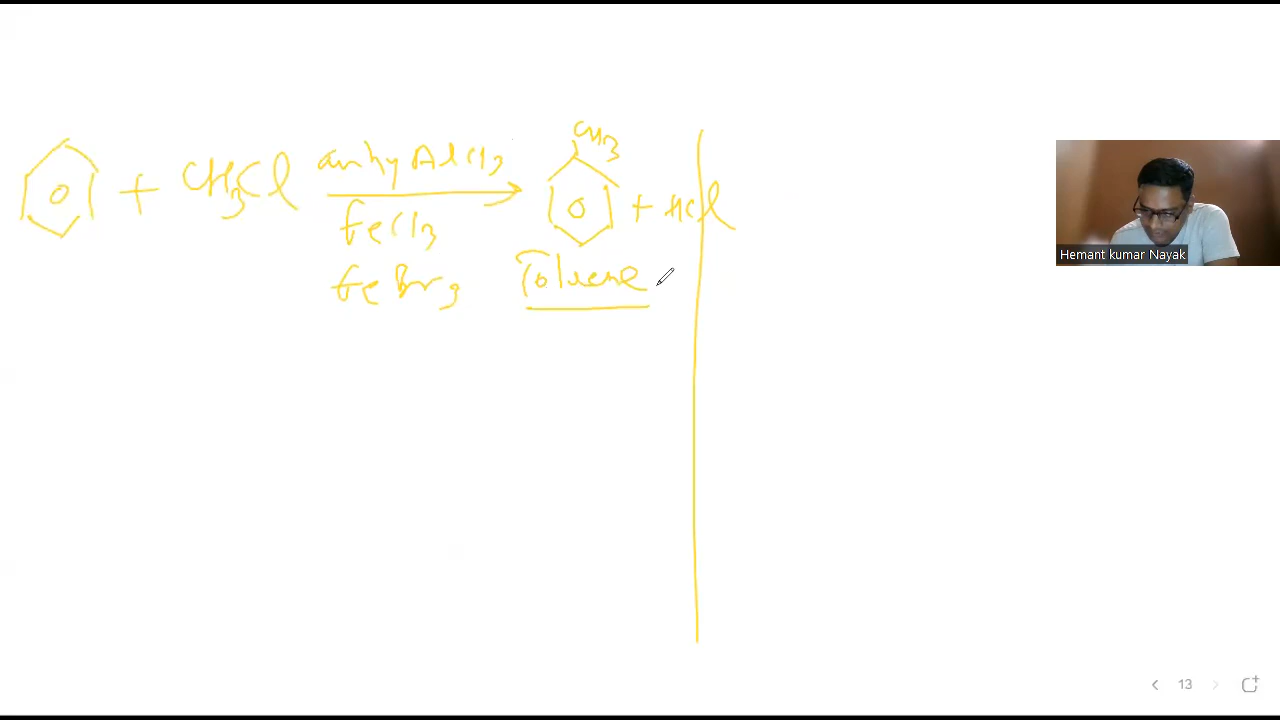 CH3
+ CH3Cl anhy AlCl3 + HCl
FeCl3
FeBr3 Toluene
Hemant kumar Nayak
13